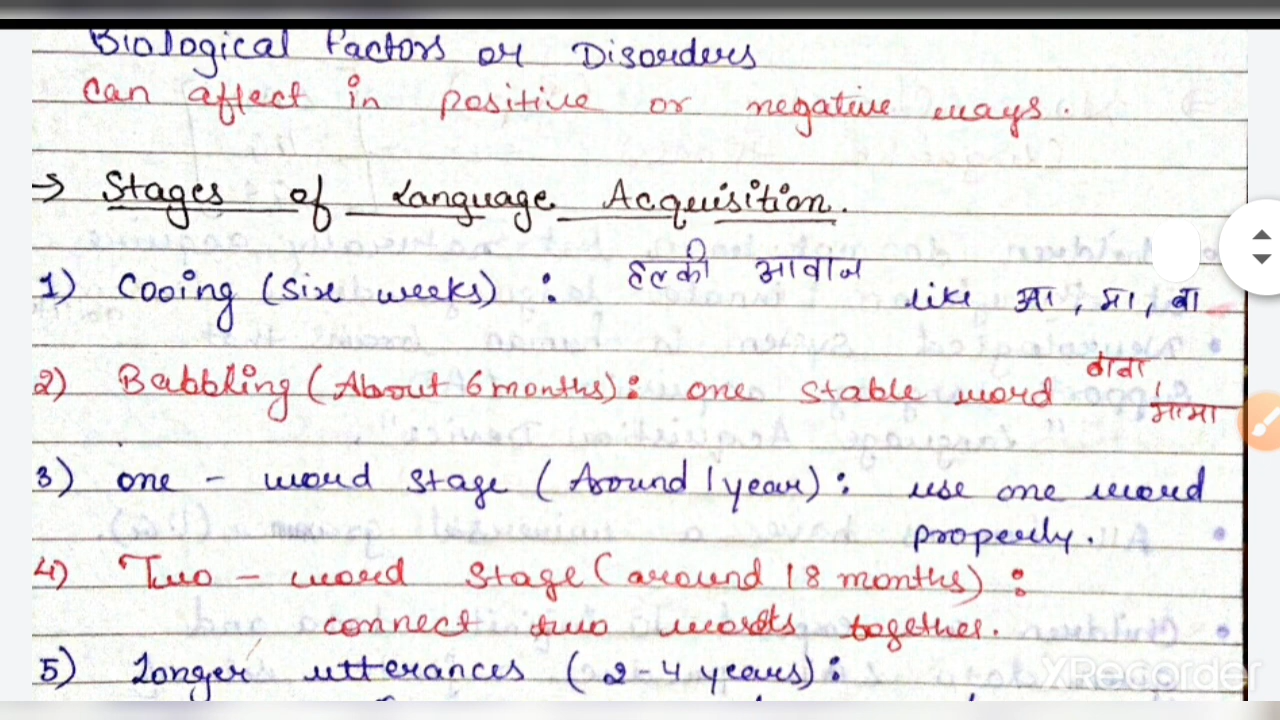 Biological Factors or Disorders
can affect in positive or negative ways.
→ Stages of Language Acquisition.
1) Cooing (Six weeks) : हल्की आवाज like आ, मा, बा
2) Babbling (About 6 months) : one stable word बाबा, मामा
3) one - word stage (Around 1 year) : use one word
properly.
4) Two - word stage (around 18 months) :
connect two words together.
5) Longer utterances (2-4 years) :
XRecorder